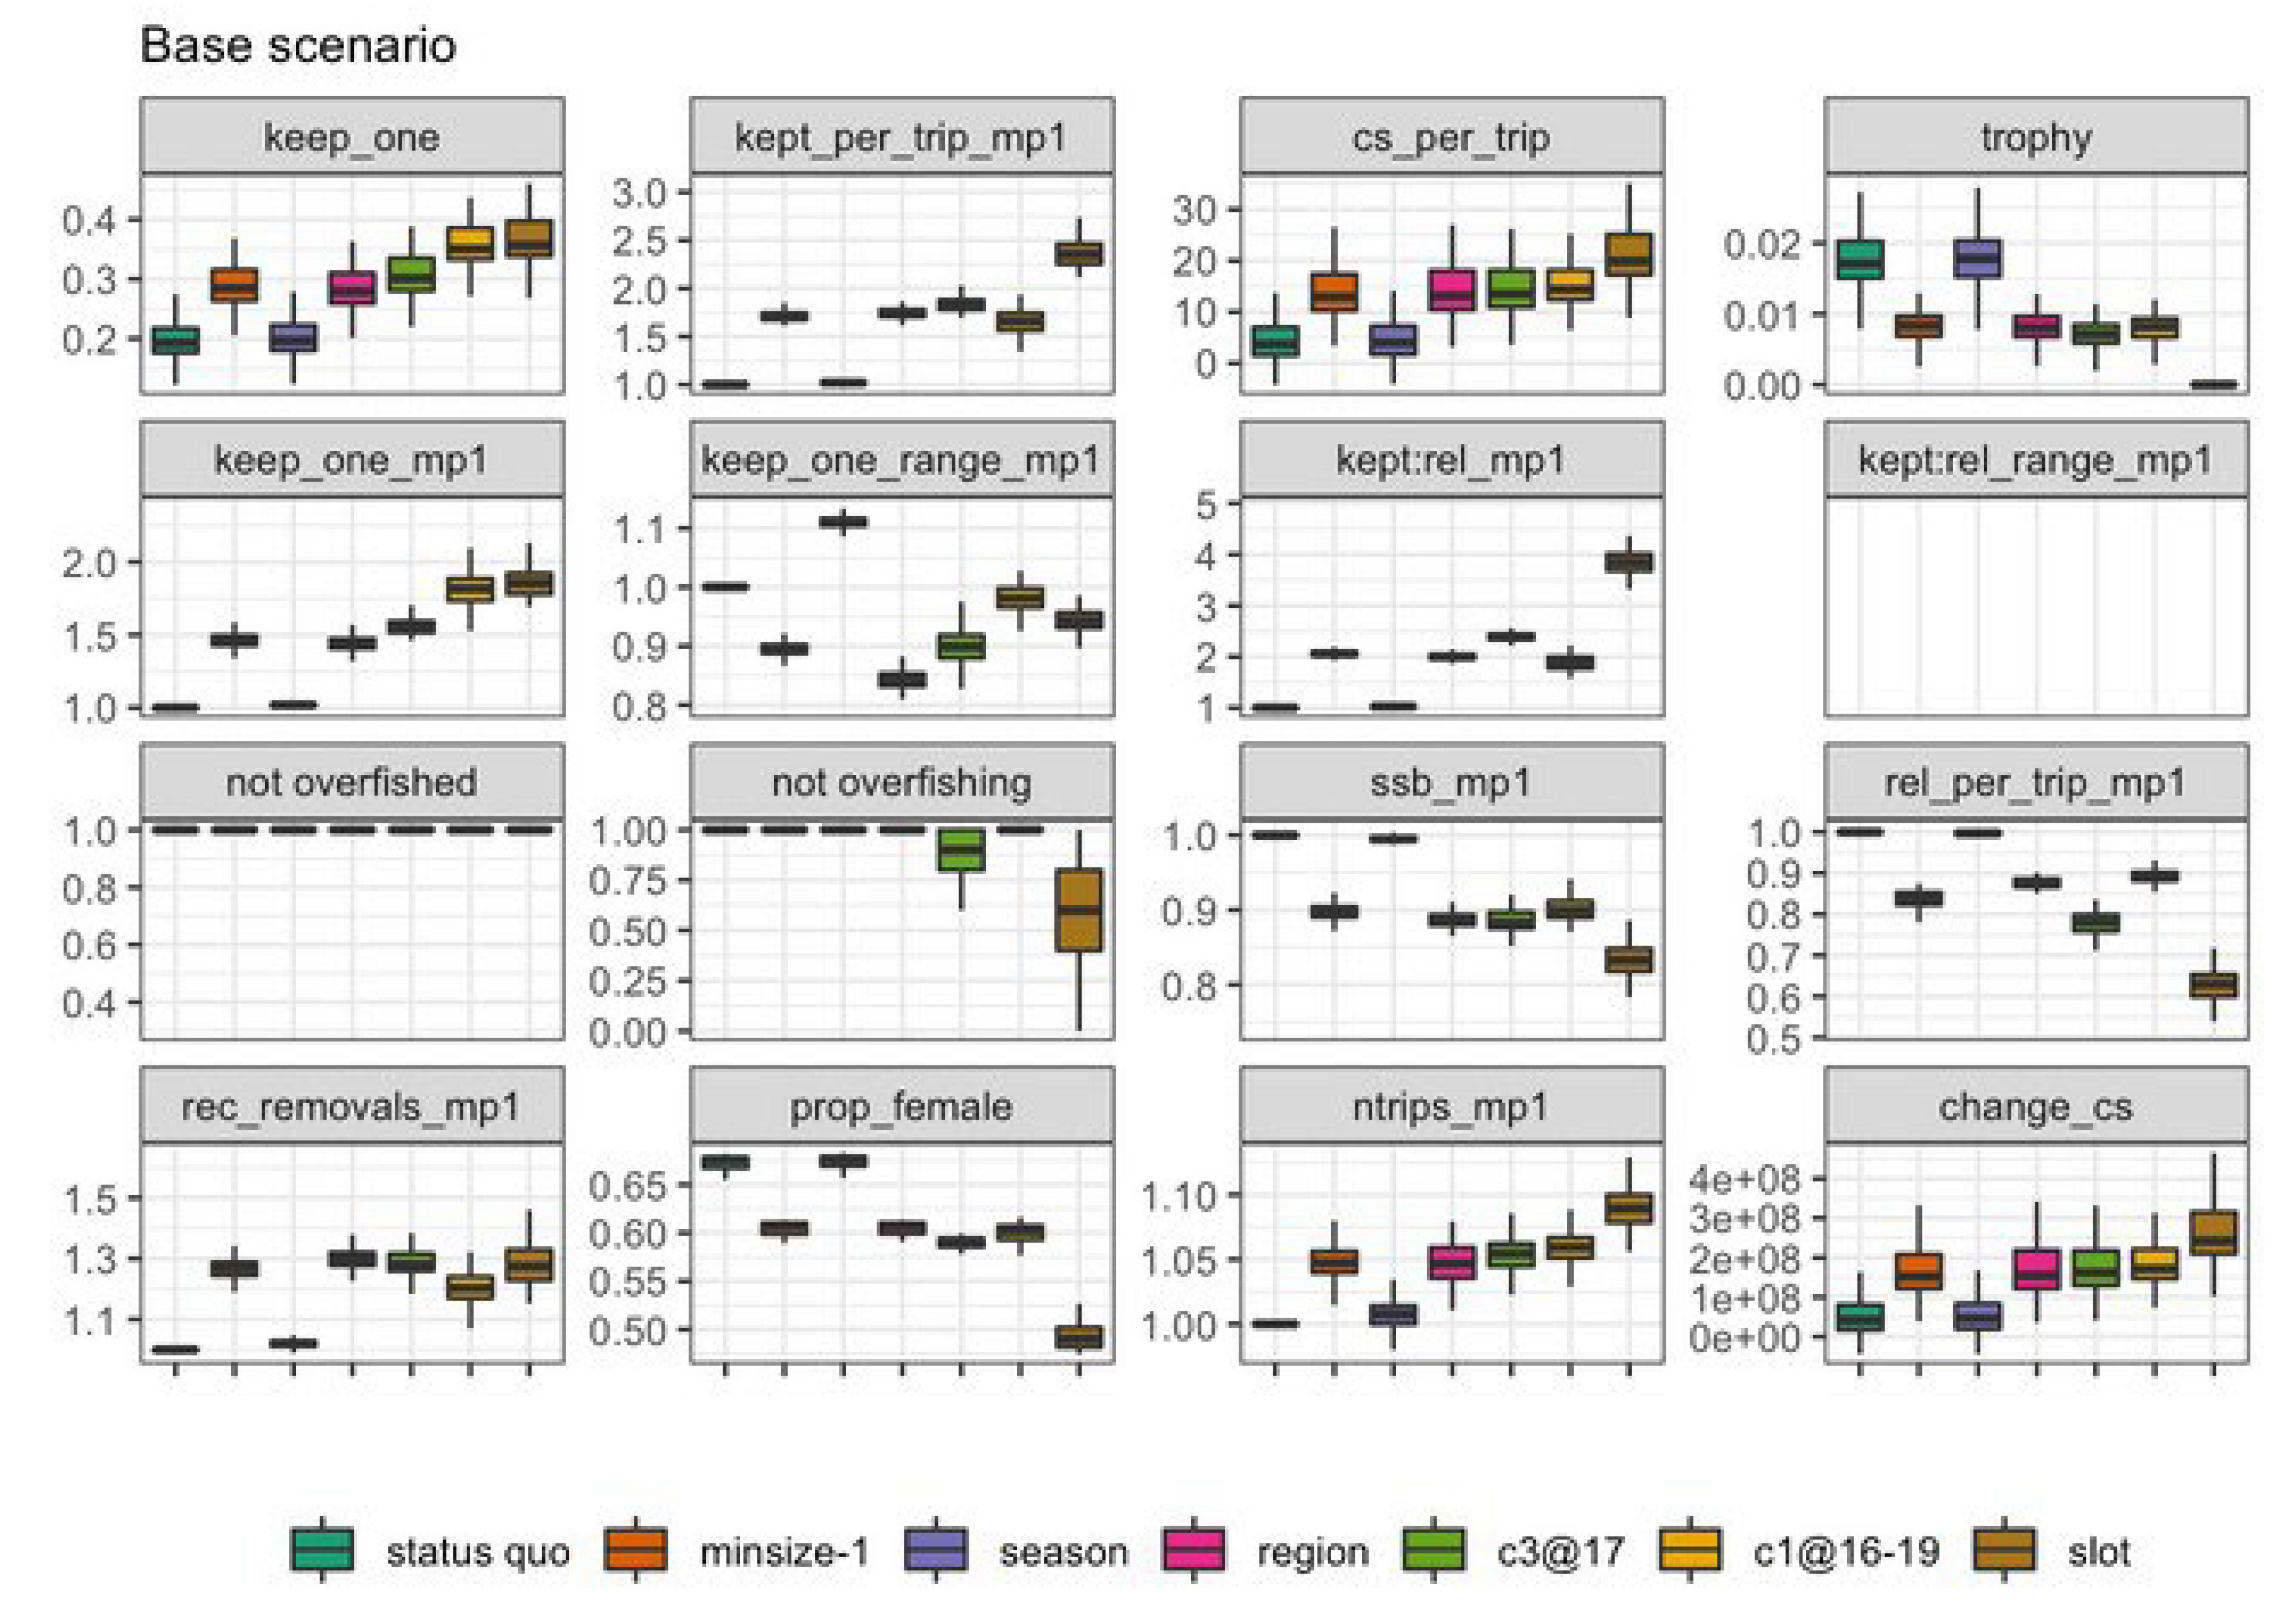 Base scenario
keep_one
kept_per_trip_mp1
cs_per_trip
trophy
0.4
0.3
0.2
3.0
2.5
2.0
1.5
1.0
30
20
10
0
0.02
0.01
0.00
keep_one_mp1
keep_one_range_mp1
kept:rel_mp1
kept:rel_range_mp1
2.0
1.5
1.0
1.1
1.0
0.9
0.8
5
4
3
2
1
not overfished
not overfishing
ssb_mp1
rel_per_trip_mp1
1.0
0.8
0.6
0.4
1.00
0.75
0.50
0.25
0.00
1.0
0.9
0.8
1.0
0.9
0.8
0.7
0.6
0.5
rec_removals_mp1
prop_female
ntrips_mp1
change_cs
1.5
1.3
1.1
0.65
0.60
0.55
0.50
1.10
1.05
1.00
4e+08
3e+08
2e+08
1e+08
0e+00
status quo minsize-1 season region c3@17 c1@16-19 slot